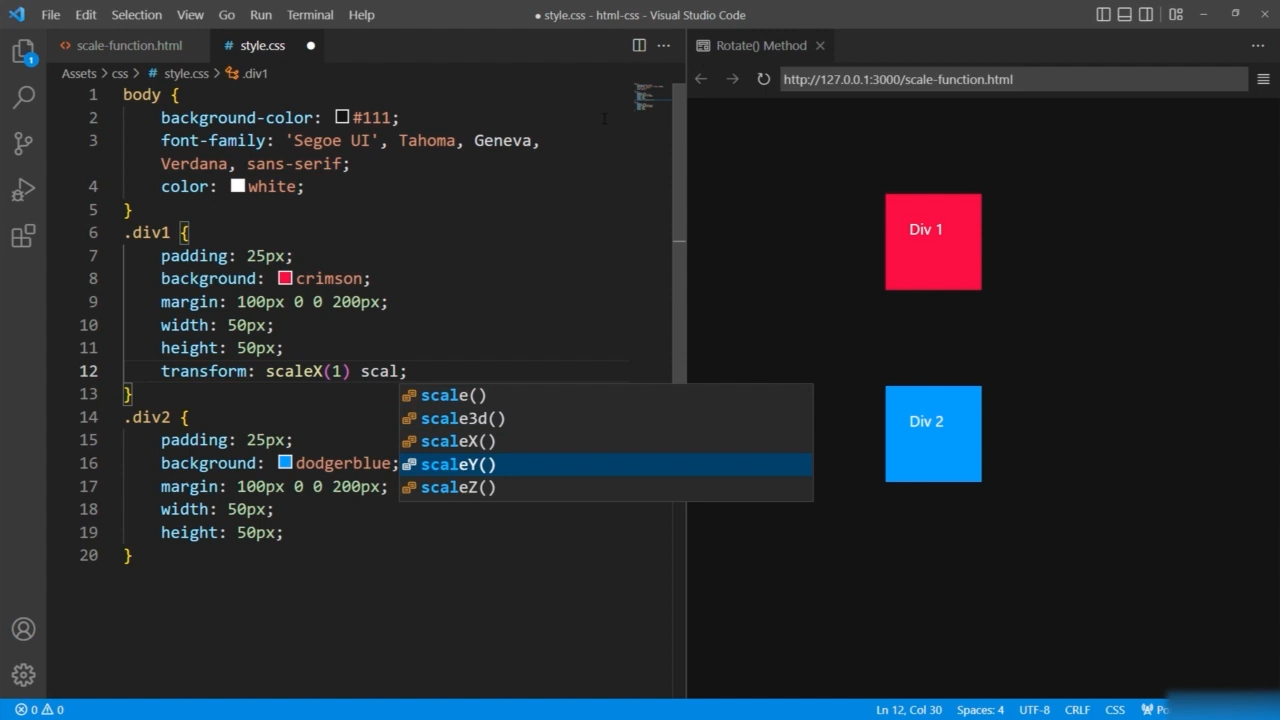 File Edit Selection View Go Run Terminal Help
● style.css - html-css - Visual Studio Code
<> scale-function.html
# style.css ●
Rotate() Method
Assets > css > # style.css > .div1
http://127.0.0.1:3000/scale-function.html
1 body {
2 background-color: #111;
3 font-family: 'Segoe UI', Tahoma, Geneva,
Verdana, sans-serif;
4 color: white;
5 }
6 .div1 {
7 padding: 25px;
8 background: crimson;
9 margin: 100px 0 0 200px;
10 width: 50px;
11 height: 50px;
12 transform: scaleX(1) scal;
13 }
14 .div2 {
15 padding: 25px;
16 background: dodgerblue;
17 margin: 100px 0 0 200px;
18 width: 50px;
19 height: 50px;
20 }
scale()
scale3d()
scaleX()
scaleY()
scaleZ()
Div 1
Div 2
1
0 0
Ln 12, Col 30 Spaces: 4 UTF-8 CRLF CSS